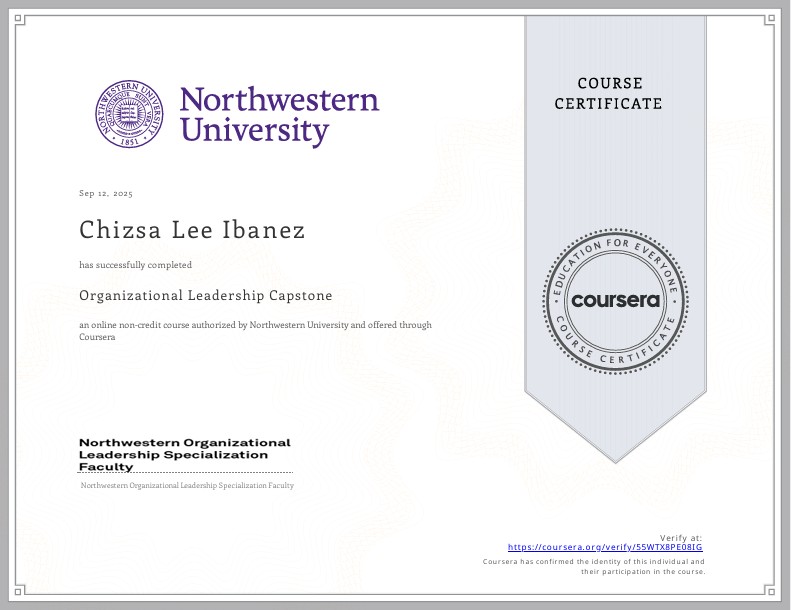 Northwestern
University
NORTHWESTERN UNIVERSITY
• 1851 •
COURSE
CERTIFICATE
Sep 12, 2025
Chizsa Lee Ibanez
has successfully completed
Organizational Leadership Capstone
an online non-credit course authorized by Northwestern University and offered through
Coursera
EDUCATION FOR EVERYONE
coursera
COURSE CERTIFICATE
Northwestern Organizational
Leadership Specialization
Faculty
Northwestern Organizational Leadership Specialization Faculty
Verify at:
https://coursera.org/verify/55WTX8PE08IG
Coursera has confirmed the identity of this individual and
their participation in the course.